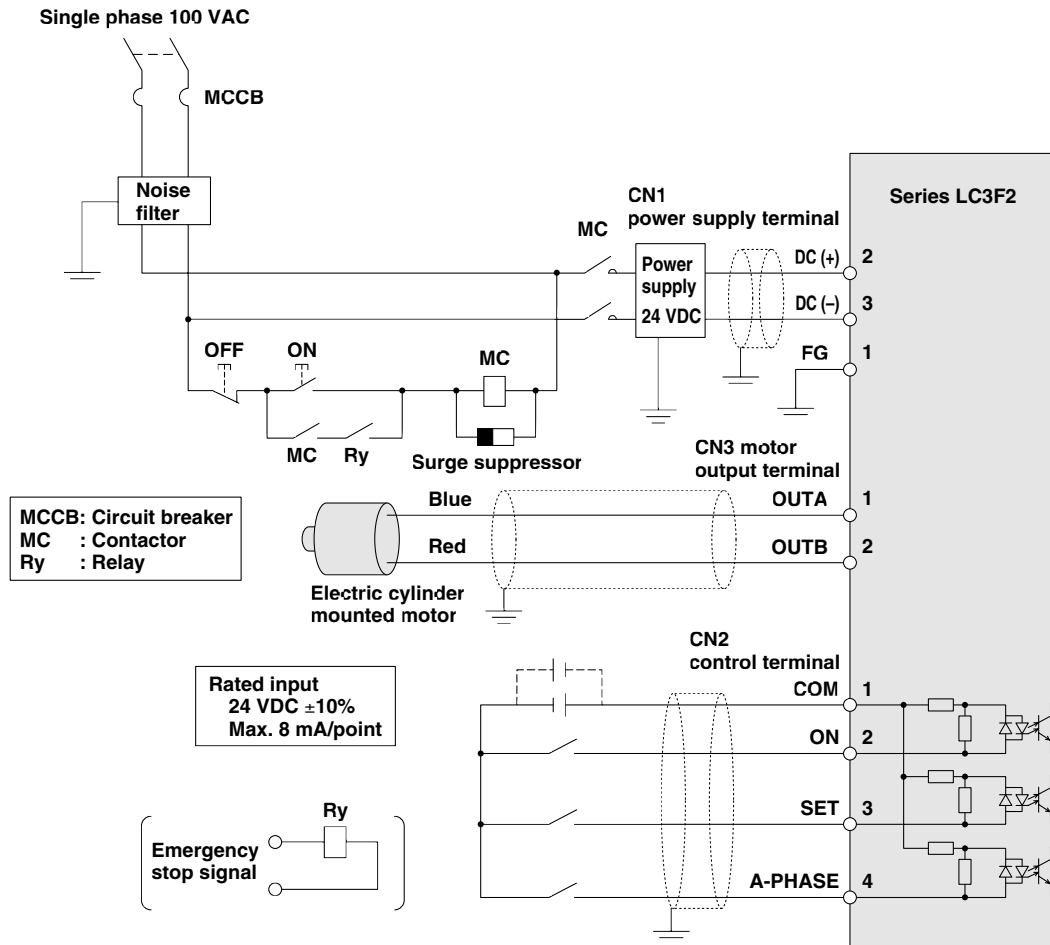 Single phase 100 VAC
MCCB
Noise
filter
CN1
power supply terminal
Series LC3F2
MC
Power
supply
24 VDC
DC (+)
2
DC (–)
3
FG
1
OFF
ON
MC
MC
Ry
Surge suppressor
CN3 motor
output terminal
Blue
OUTA
1
Red
OUTB
2
MCCB: Circuit breaker
MC : Contactor
Ry : Relay
Electric cylinder
mounted motor
CN2
control terminal
Rated input
24 VDC ±10%
Max. 8 mA/point
COM
1
ON
2
SET
3
A-PHASE
4
Ry
Emergency
stop signal